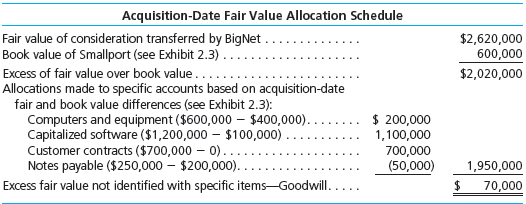 Acquisition-Date Fair Value Allocation Schedule
Fair value of consideration transferred by BigNet . . . . . . . . . . . . . . $2,620,000
Book value of Smallport (see Exhibit 2.3) . . . . . . . . . . . . . . . . . . . . 600,000
Excess of fair value over book value . . . . . . . . . . . . . . . . . . . . . . . . $2,020,000
Allocations made to specific accounts based on acquisition-date
fair and book value differences (see Exhibit 2.3):
Computers and equipment ($600,000 − $400,000) . . . . . . . . $ 200,000
Capitalized software ($1,200,000 − $100,000) . . . . . . . . . . . 1,100,000
Customer contracts ($700,000 − 0) . . . . . . . . . . . . . . . . . . . . 700,000
Notes payable ($250,000 − $200,000) . . . . . . . . . . . . . . . . . . (50,000) 1,950,000
Excess fair value not identified with specific items—Goodwill . . . . . $ 70,000